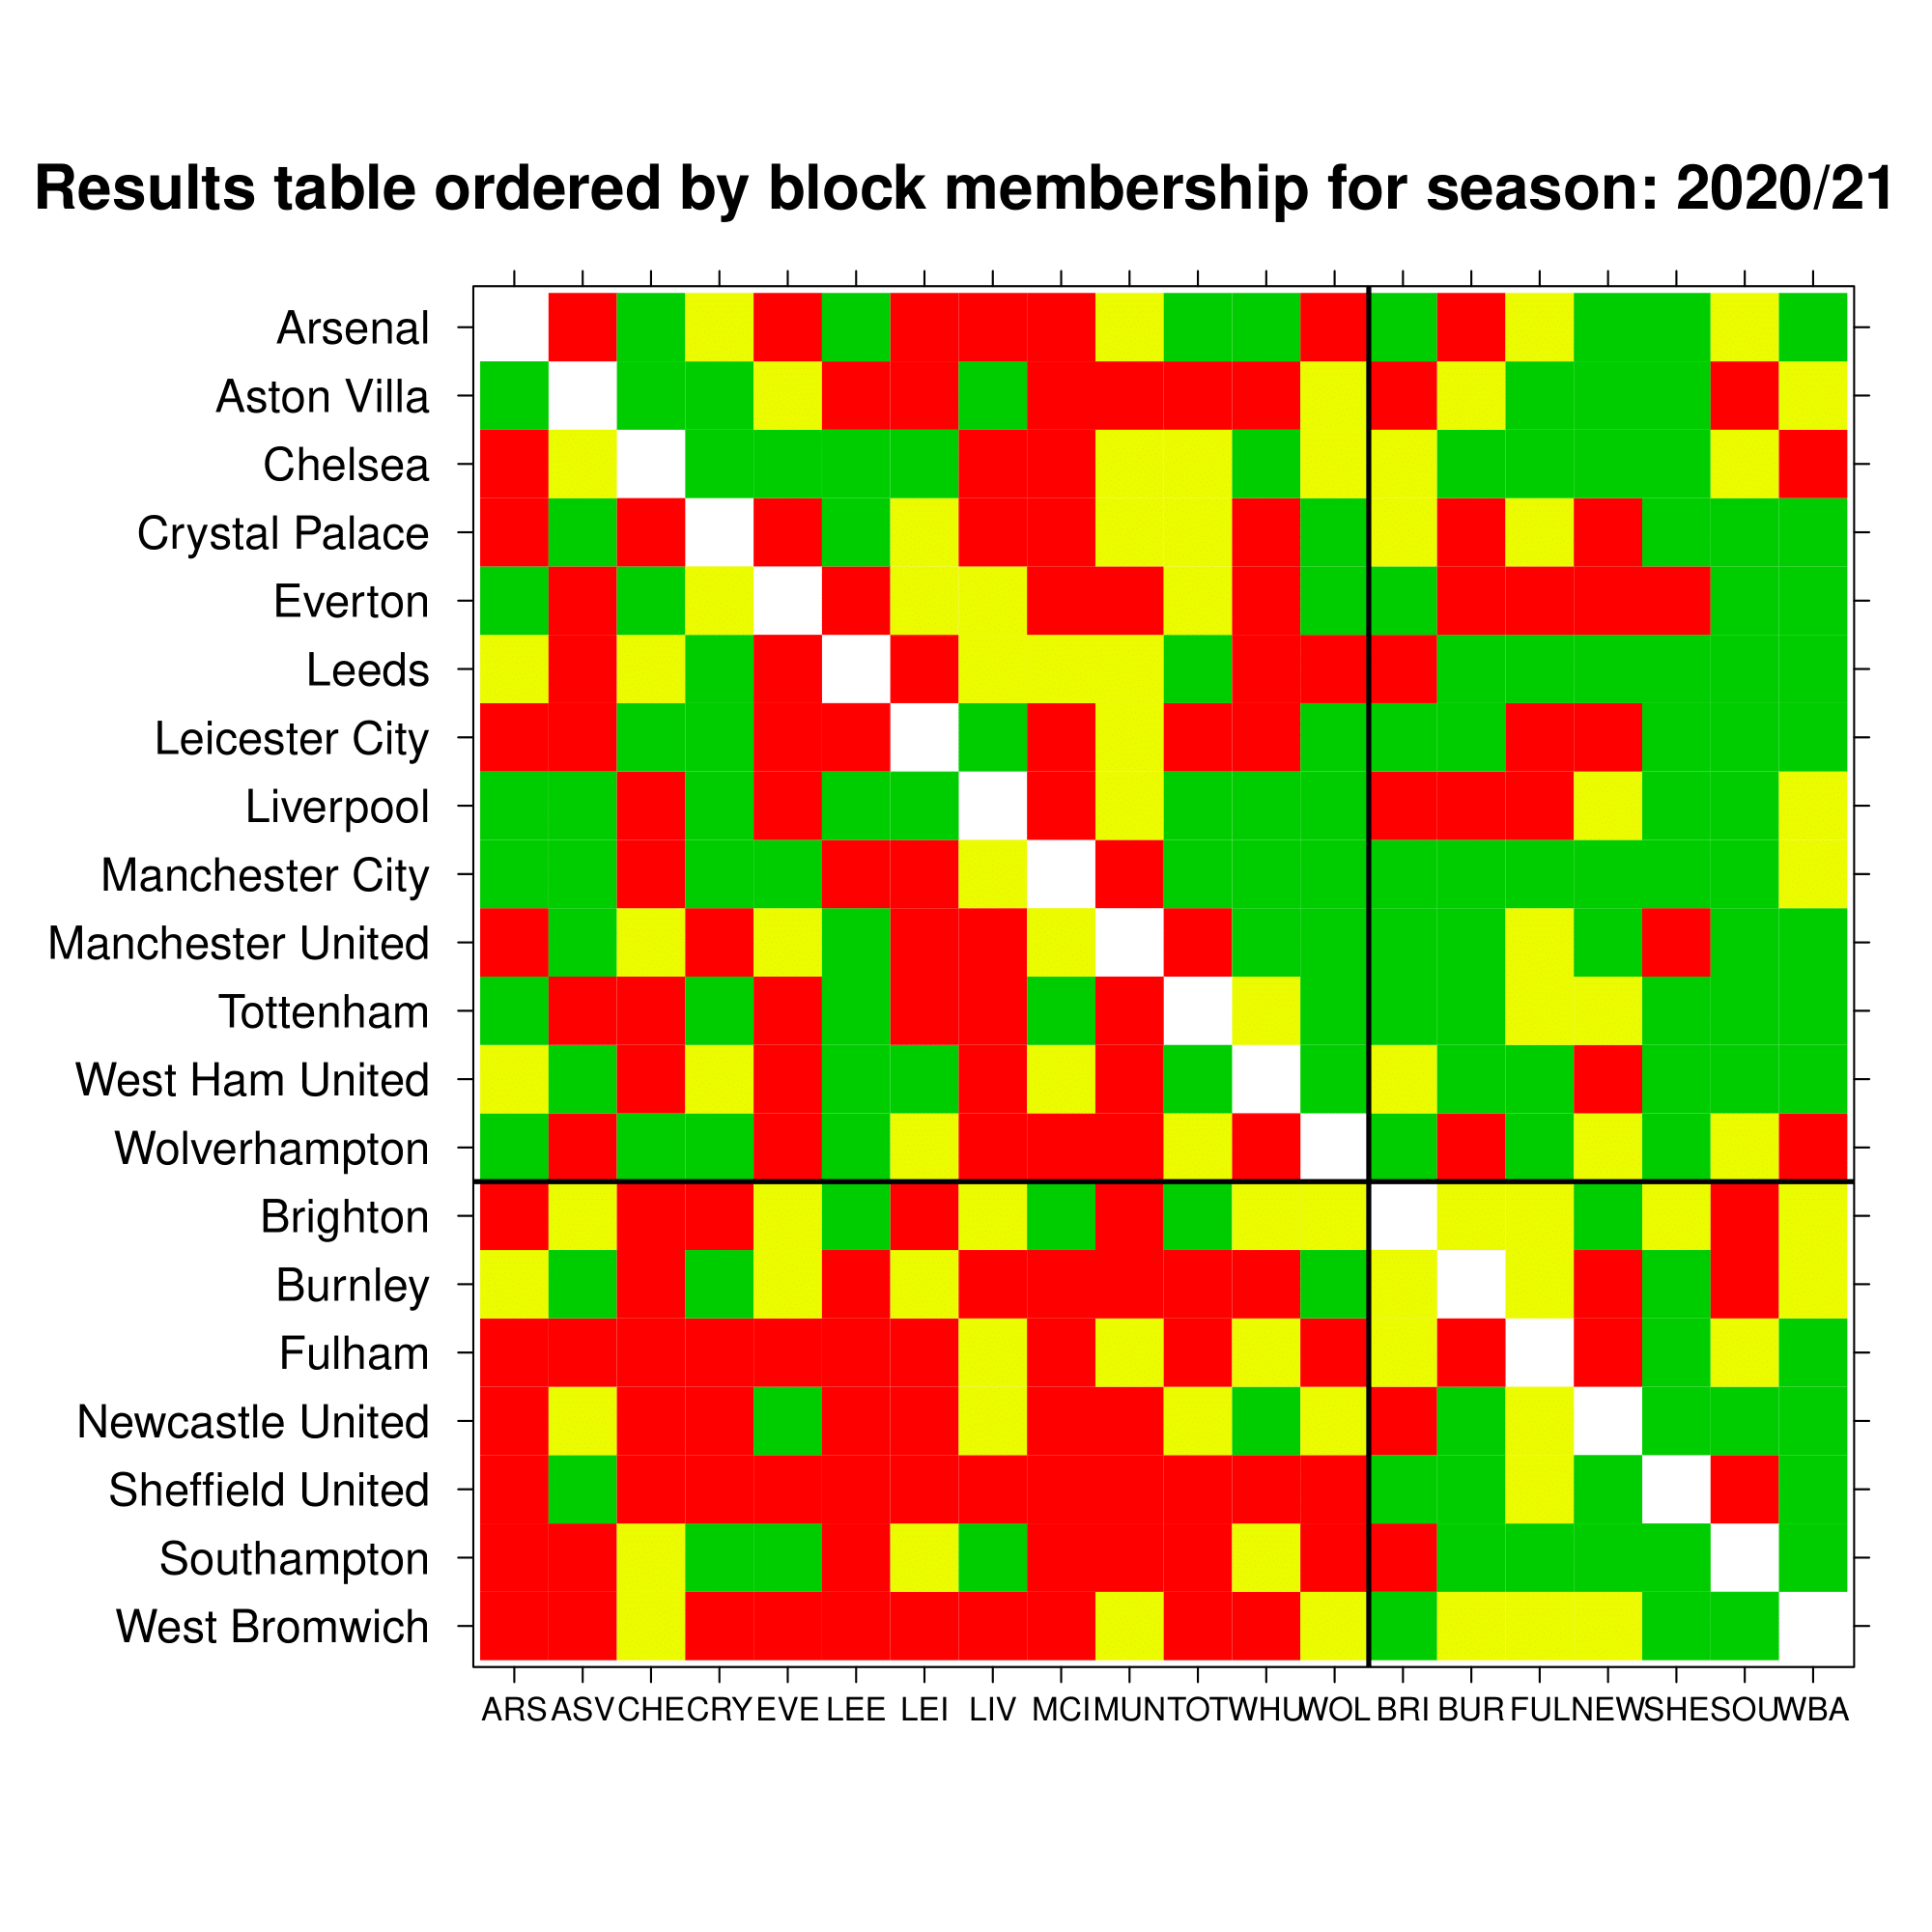 Results table ordered by block membership for season: 2020/21
Arsenal
Aston Villa
Chelsea
Crystal Palace
Everton
Leeds
Leicester City
Liverpool
Manchester City
Manchester United
Tottenham
West Ham United
Wolverhampton
Brighton
Burnley
Fulham
Newcastle United
Sheffield United
Southampton
West Bromwich
ARS ASV CHE CRY EVE LEE LEI LIV MCI MUN TOT WHU WOL BRI BUR FUL NEW SHE SOU WBA